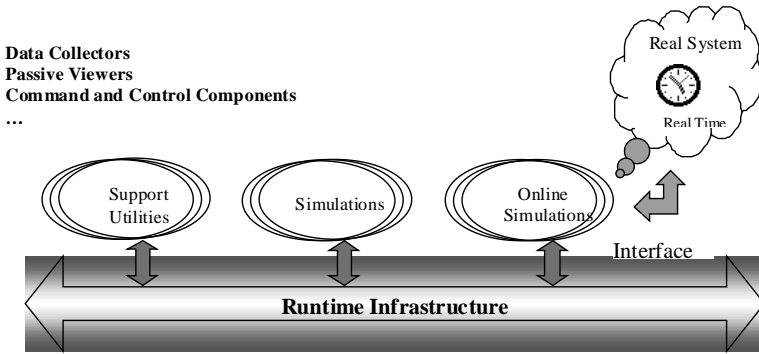 Data Collectors
Passive Viewers
Command and Control Components
…
Real System
Real Time
Support
Utilities
Simulations
Online
Simulations
Interface
Runtime Infrastructure